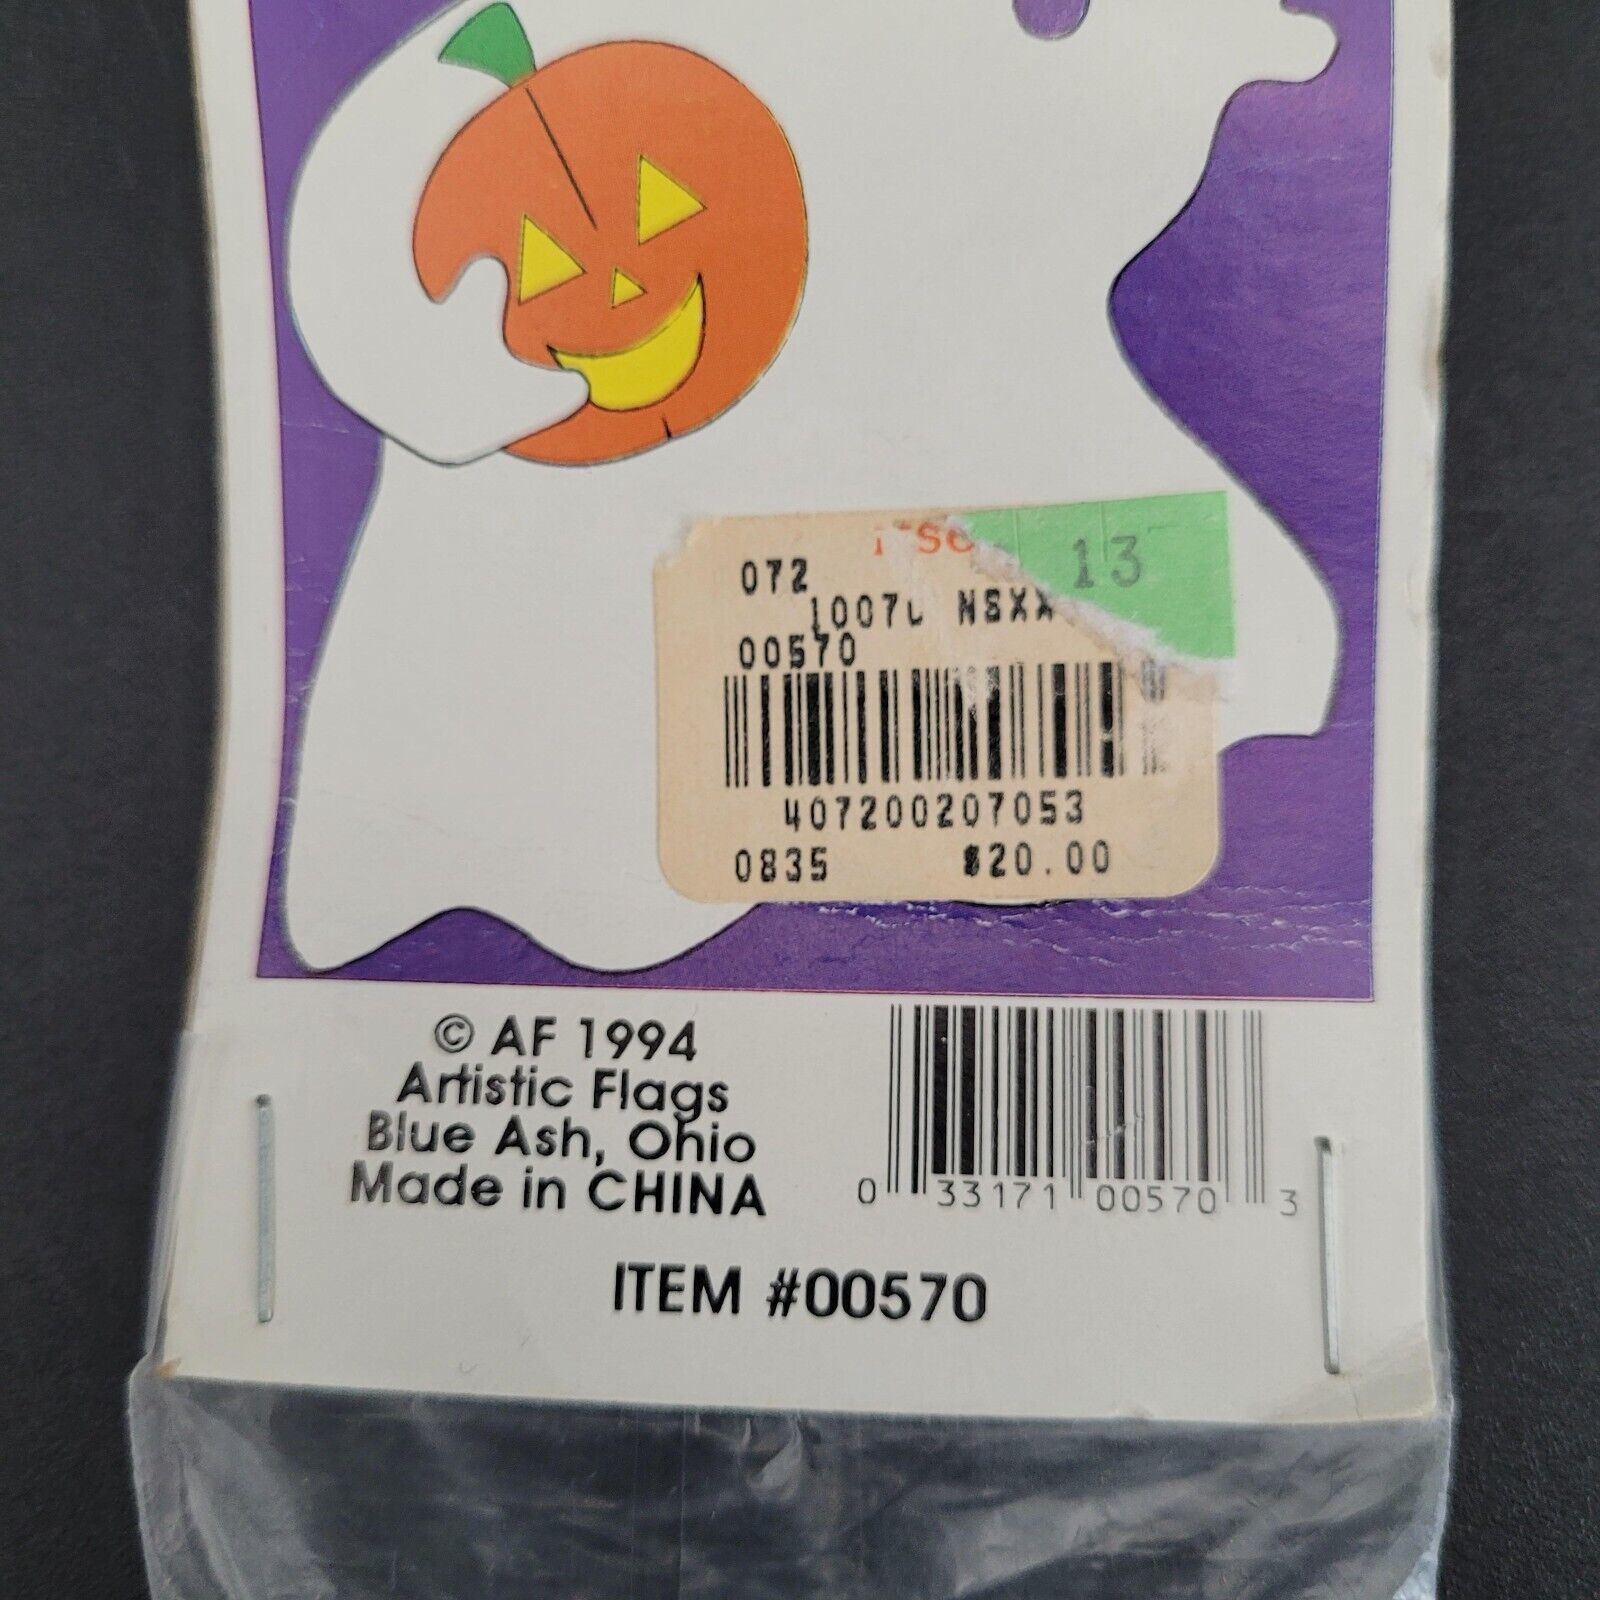 13
072
NSXX
00570
407200207053
0835 $20.00
© AF 1994
Artistic Flags
Blue Ash, Ohio
Made in CHINA
0 33171 00570 3
ITEM #00570